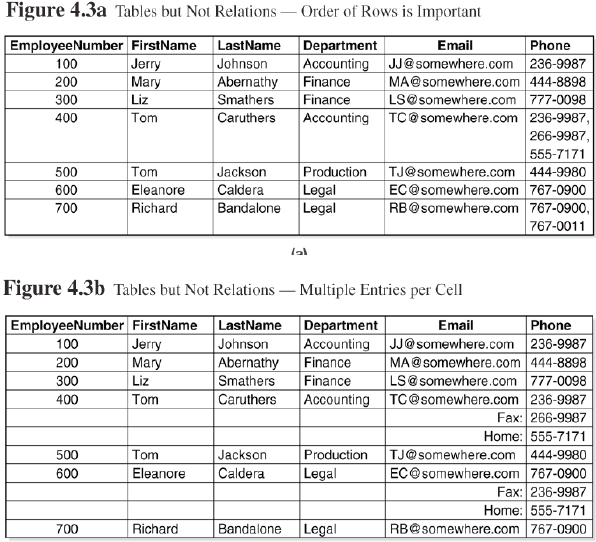 Figure 4.3a Tables but Not Relations — Order of Rows is Important
EmployeeNumber FirstName LastName Department Email Phone
100 Jerry Johnson Accounting JJ@somewhere.com 236-9987
200 Mary Abernathy Finance MA@somewhere.com 444-8898
300 Liz Smathers Finance LS@somewhere.com 777-0098
400 Tom Caruthers Accounting TC@somewhere.com 236-9987,
266-9987,
555-7171
500 Tom Jackson Production TJ@somewhere.com 444-9980
600 Eleanore Caldera Legal EC@somewhere.com 767-0900
700 Richard Bandalone Legal RB@somewhere.com 767-0900,
767-0011
(a)
Figure 4.3b Tables but Not Relations — Multiple Entries per Cell
EmployeeNumber FirstName LastName Department Email Phone
100 Jerry Johnson Accounting JJ@somewhere.com 236-9987
200 Mary Abernathy Finance MA@somewhere.com 444-8898
300 Liz Smathers Finance LS@somewhere.com 777-0098
400 Tom Caruthers Accounting TC@somewhere.com 236-9987
Fax: 266-9987
Home: 555-7171
500 Tom Jackson Production TJ@somewhere.com 444-9980
600 Eleanore Caldera Legal EC@somewhere.com 767-0900
Fax: 236-9987
Home: 555-7171
700 Richard Bandalone Legal RB@somewhere.com 767-0900